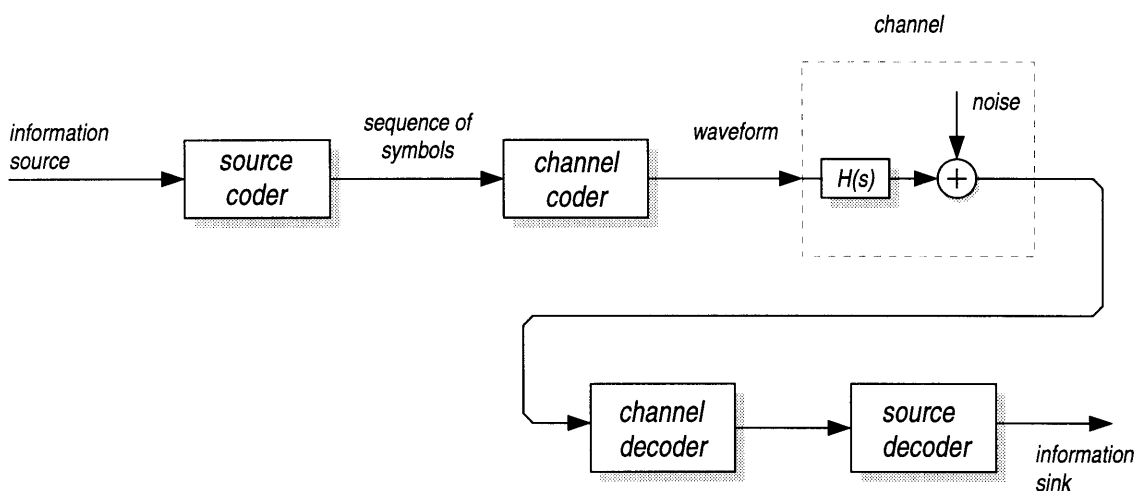 channel
information
source
source
coder
sequence of
symbols
channel
coder
waveform
H(s)
+
noise
channel
decoder
source
decoder
information
sink